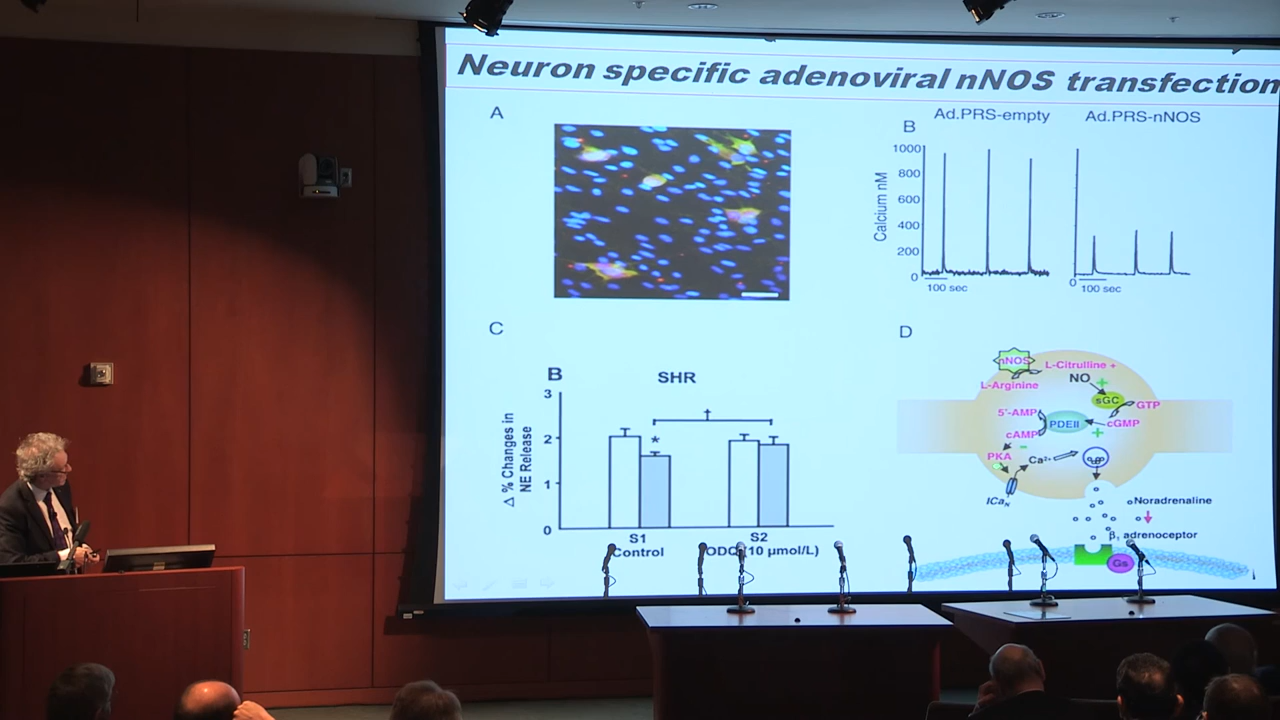 Neuron specific adenoviral nNOS transfection
A
B
Ad.PRS-empty
Ad.PRS-nNOS
Calcium nM
1000
800
600
400
200
0
100 sec
0
100 sec
C
B
SHR
Δ % Changes in
NE Release
3
2
1
0
*
†
S1
Control
S2
ODQ(10 µmol/L)
D
nNOS
L-Citrulline +
L-Arginine
NO
+
sGC
GTP
5'-AMP
PDEII
cGMP
cAMP
+
-
PKA
Ca²⁺
ICaN
Noradrenaline
β₁ adrenoceptor
Gs